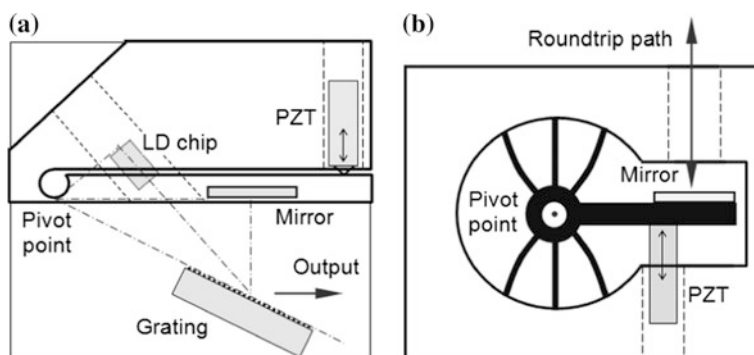 (a)
PZT
LD chip
Pivot
point
Mirror
Output
Grating
(b)
Roundtrip path
Mirror
Pivot
point
PZT